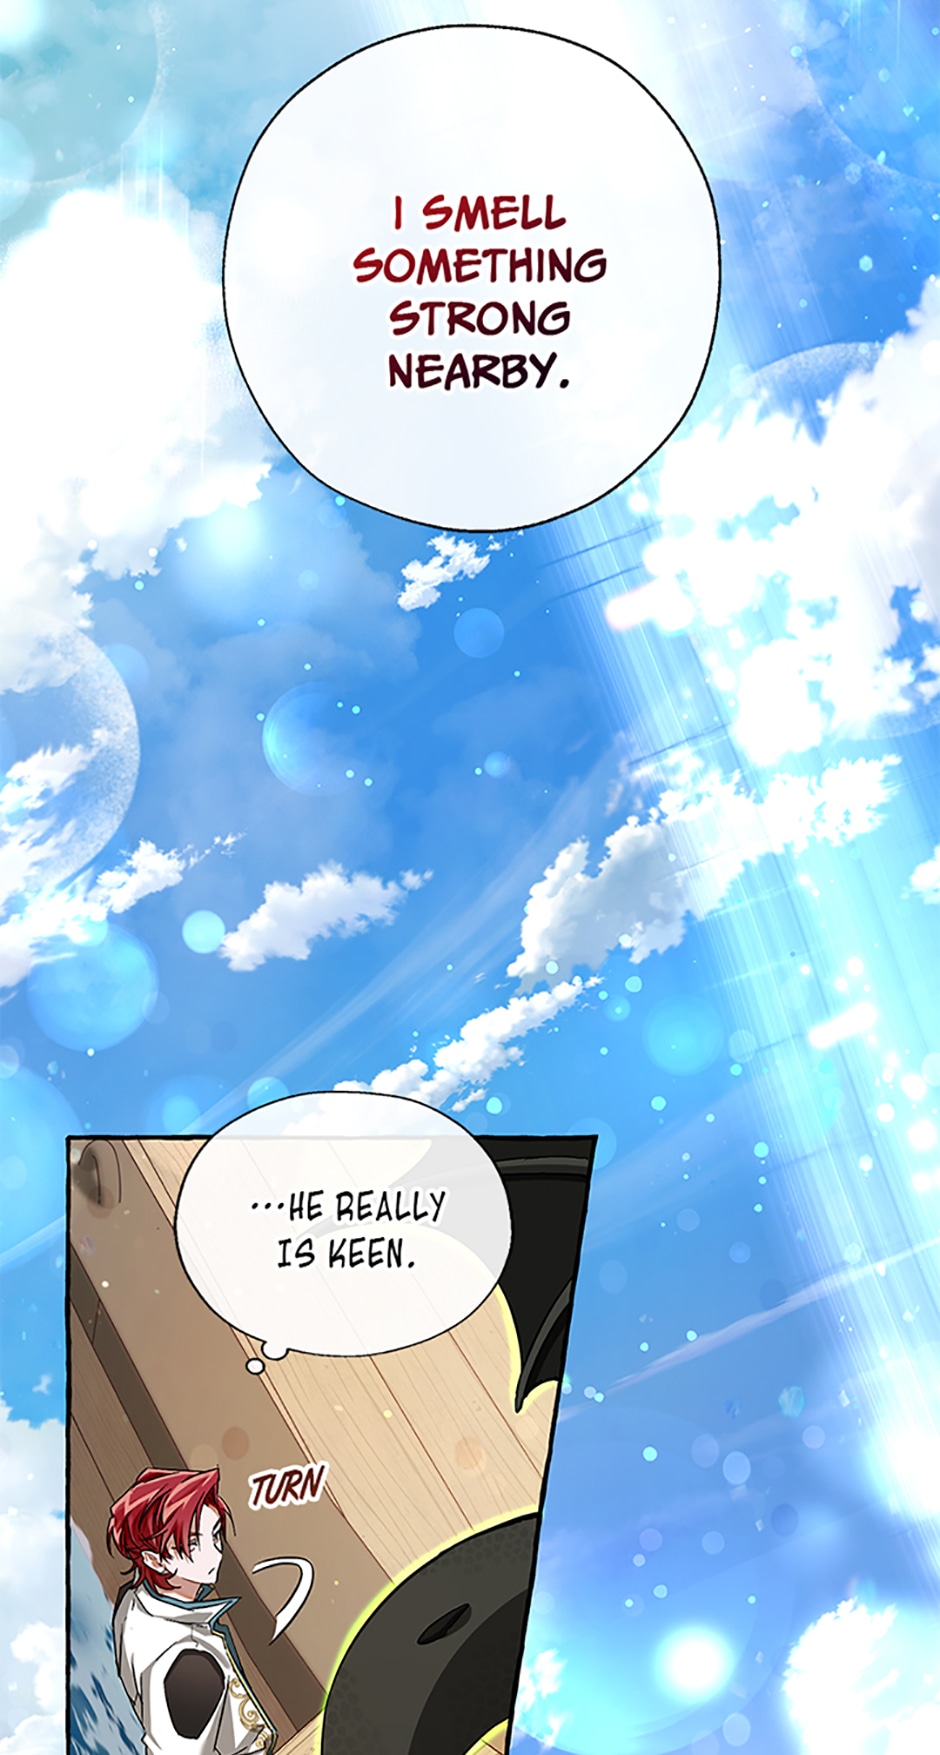 I SMELL
SOMETHING
STRONG
NEARBY.
...HE REALLY
IS KEEN.
TURN